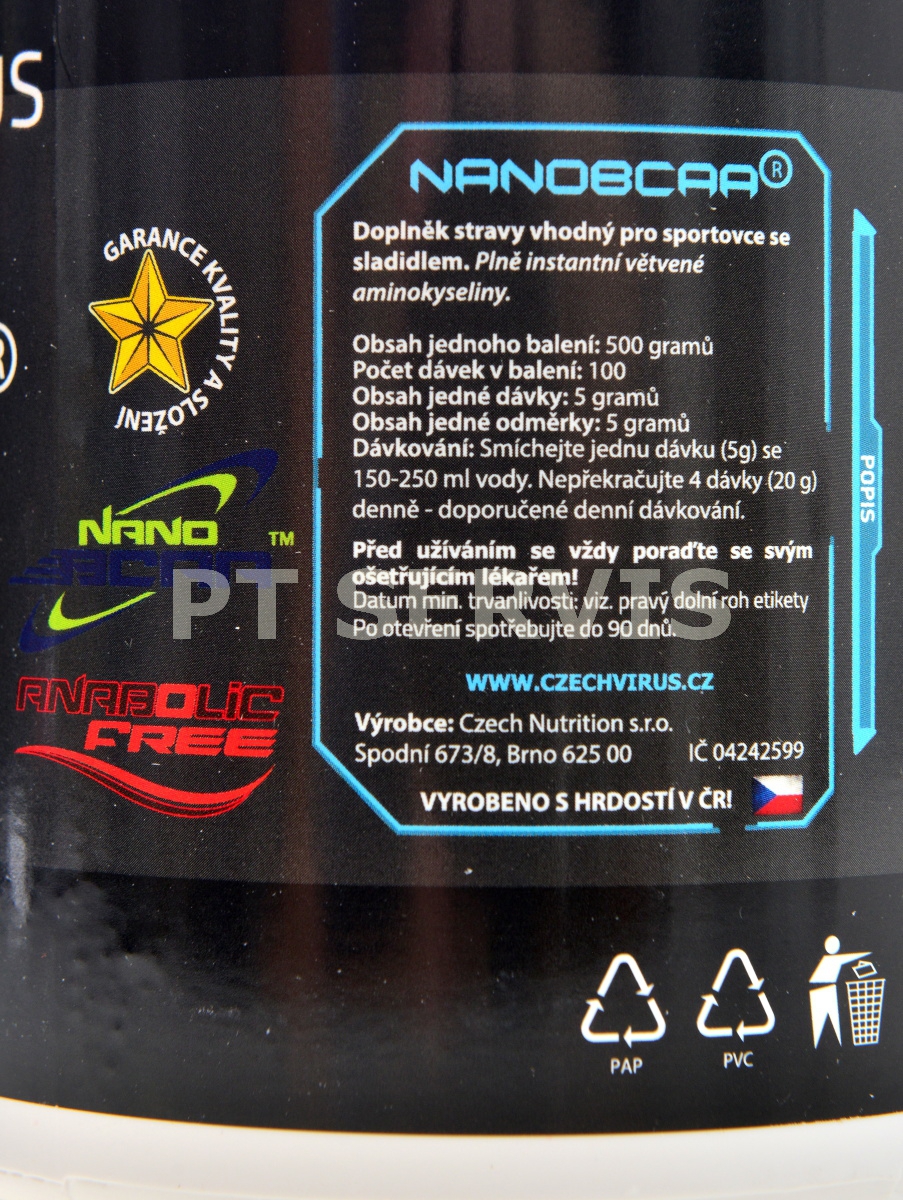 US
®
GARANCE KVALITY A SLOŽENÍ
NANO
BCAA
™
ANABOLIC
FREE
NANOBCAA®
Doplněk stravy vhodný pro sportovce se
sladidlem. Plně instantní větvené
aminokyseliny.
Obsah jednoho balení: 500 gramů
Počet dávek v balení: 100
Obsah jedné dávky: 5 gramů
Obsah jedné odměrky: 5 gramů
Dávkování: Smíchejte jednu dávku (5g) se
150-250 ml vody. Nepřekračujte 4 dávky (20 g)
denně - doporučené denní dávkování.
Před užíváním se vždy poraďte se svým
ošetřujícím lékařem!
Datum min. trvanlivosti: viz. pravý dolní roh etikety
Po otevření spotřebujte do 90 dnů.
WWW.CZECHVIRUS.CZ
Výrobce: Czech Nutrition s.r.o.
Spodní 673/8, Brno 625 00 IČ 04242599
VYROBENO S HRDOSTÍ V ČR!
POPIS
PT SERVIS
PAP
PVC